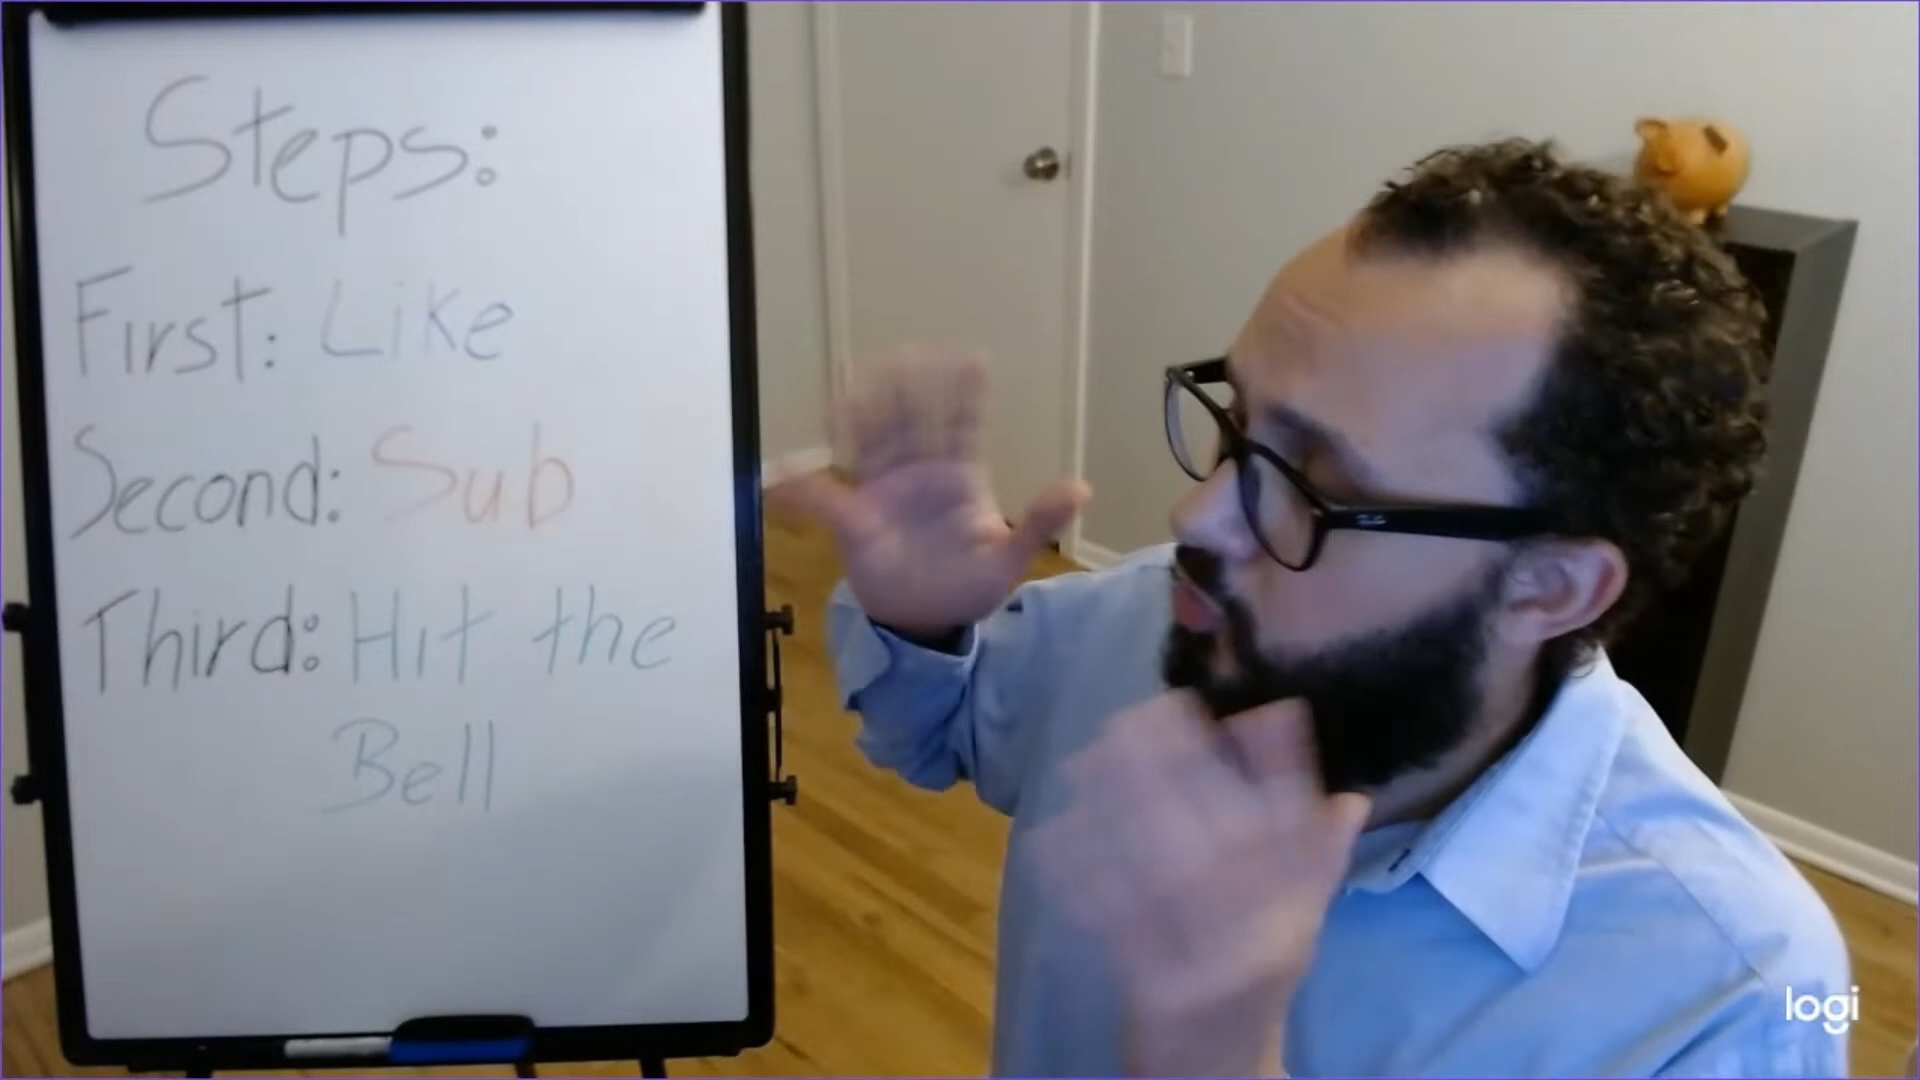 Steps:
First: Like
Second: Sub
Third: Hit the
Bell
logi